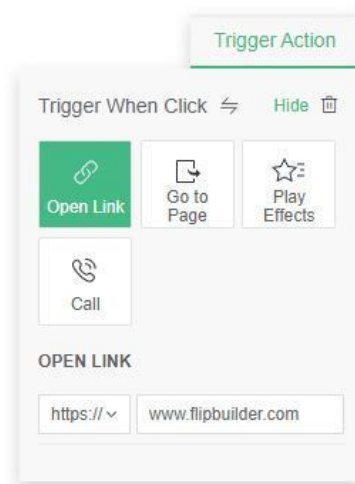 Trigger Action
Trigger When Click Hide
Open Link
Go to
Page
Play
Effects
Call
OPEN LINK
https:// www.flipbuilder.com